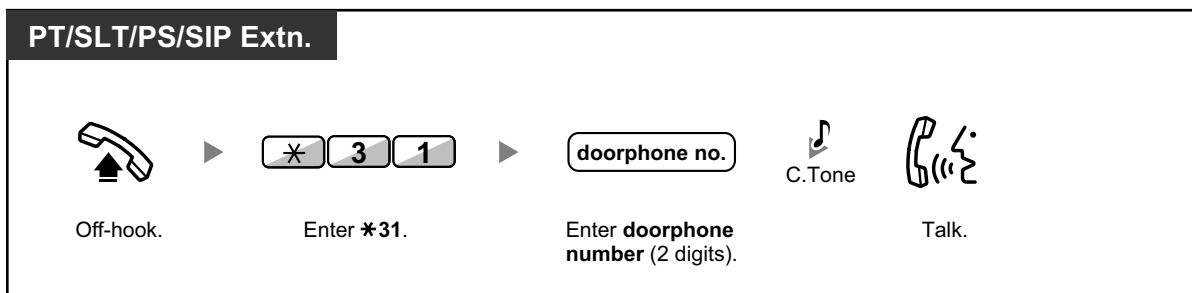 PT/SLT/PS/SIP Extn.
* 3 1
doorphone no.
C.Tone
Off-hook.
Enter *31.
Enter doorphone
number (2 digits).
Talk.